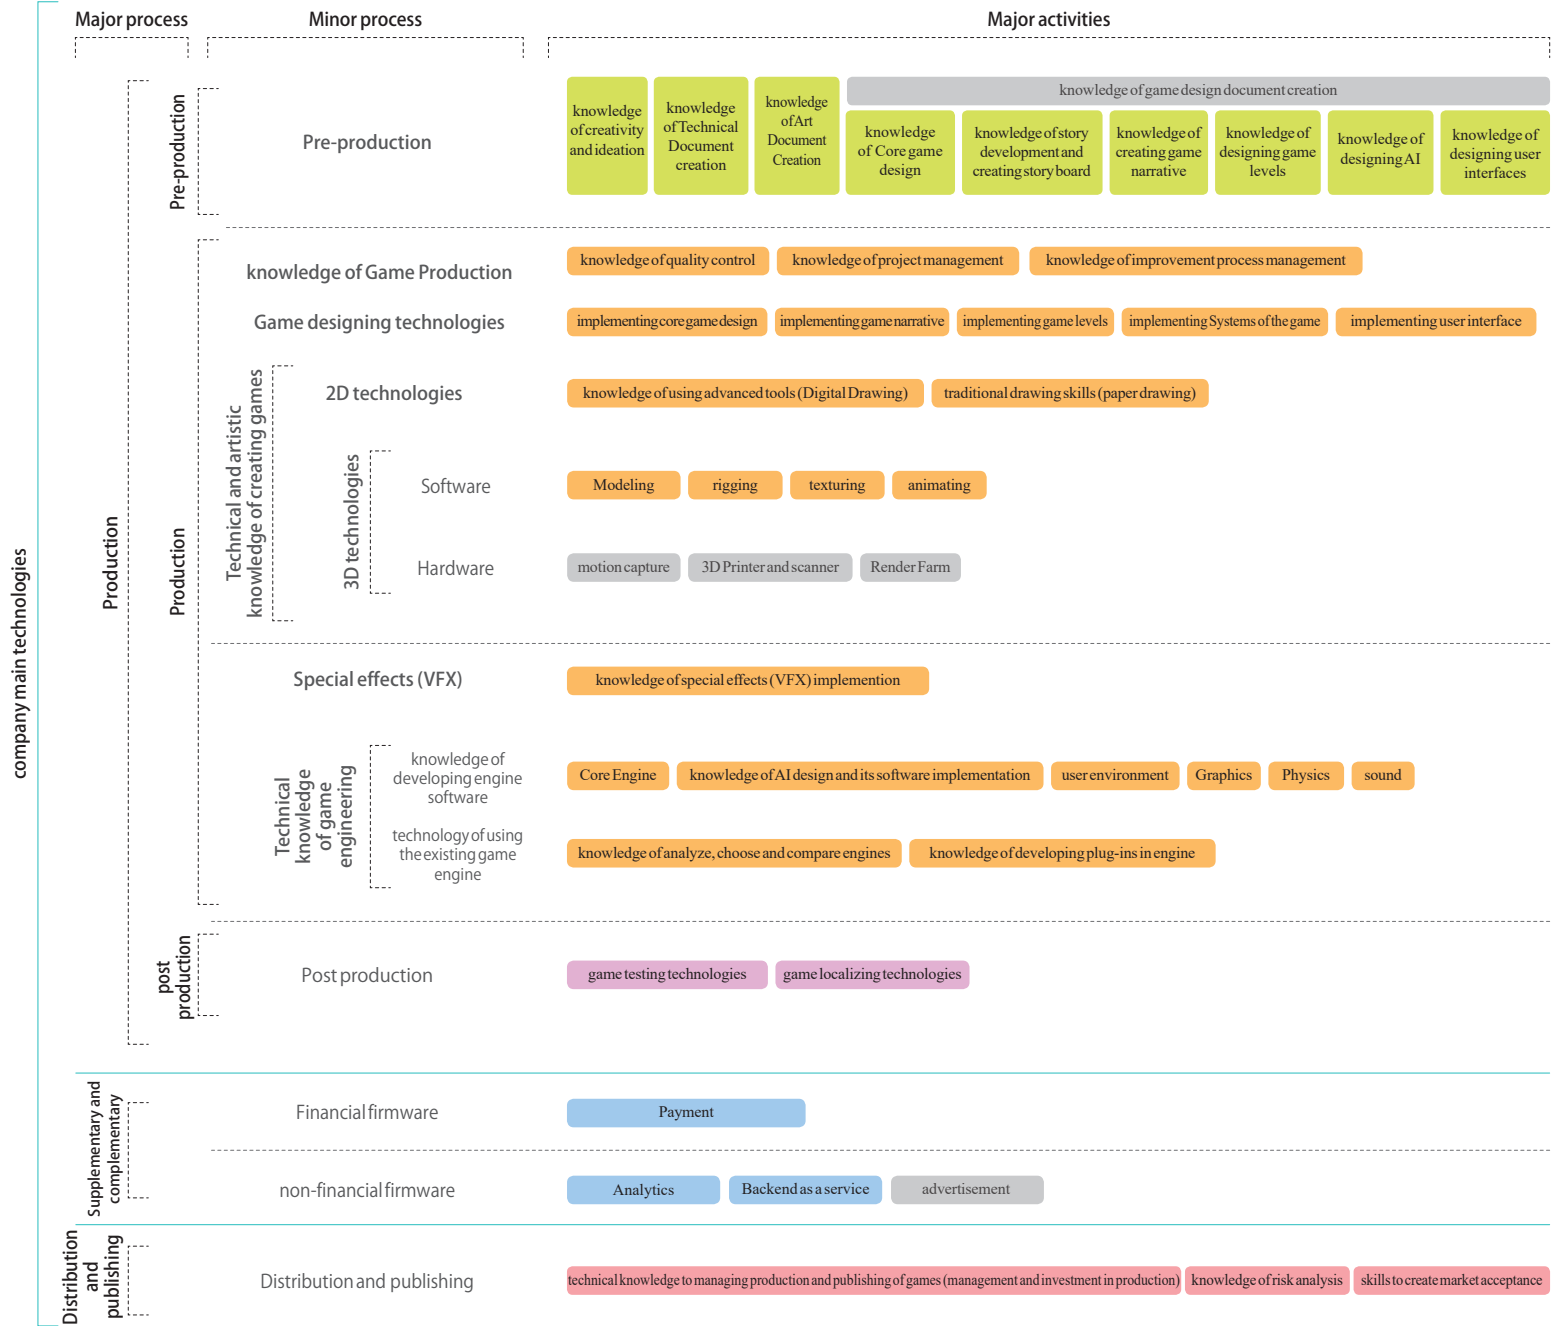 Major process
Minor process
Major activities
company main technologies
Production
Pre-production
Pre-production
knowledge
of creativity
and ideation
knowledge
of Technical
Document
creation
knowledge
of Art
Document
Creation
knowledge of game design document creation
knowledge
of Core game
design
knowledge of story
development and
creating story board
knowledge of
creating game
narrative
knowledge of
designing game
levels
knowledge of
designing AI
knowledge of
designing user
interfaces
Production
knowledge of Game Production
knowledge of quality control
knowledge of project management
knowledge of improvement process management
Game designing technologies
implementing core game design
implementing game narrative
implementing game levels
implementing Systems of the game
implementing user interface
Technical and artistic
knowledge of creating games
2D technologies
knowledge of using advanced tools (Digital Drawing)
traditional drawing skills (paper drawing)
3D technologies
Software
Modeling
rigging
texturing
animating
Hardware
motion capture
3D Printer and scanner
Render Farm
Special effects (VFX)
knowledge of special effects (VFX) implemention
Technical
knowledge
of game
engineering
knowledge of
developing engine
software
Core Engine
knowledge of AI design and its software implementation
user environment
Graphics
Physics
sound
technology of using
the existing game
engine
knowledge of analyze, choose and compare engines
knowledge of developing plug-ins in engine
post
production
Post production
game testing technologies
game localizing technologies
Supplementary and
complementary
Financial firmware
Payment
non-financial firmware
Analytics
Backend as a service
advertisement
Distribution
and
publishing
Distribution and publishing
technical knowledge to managing production and publishing of games (management and investment in production)
knowledge of risk analysis
skills to create market acceptance